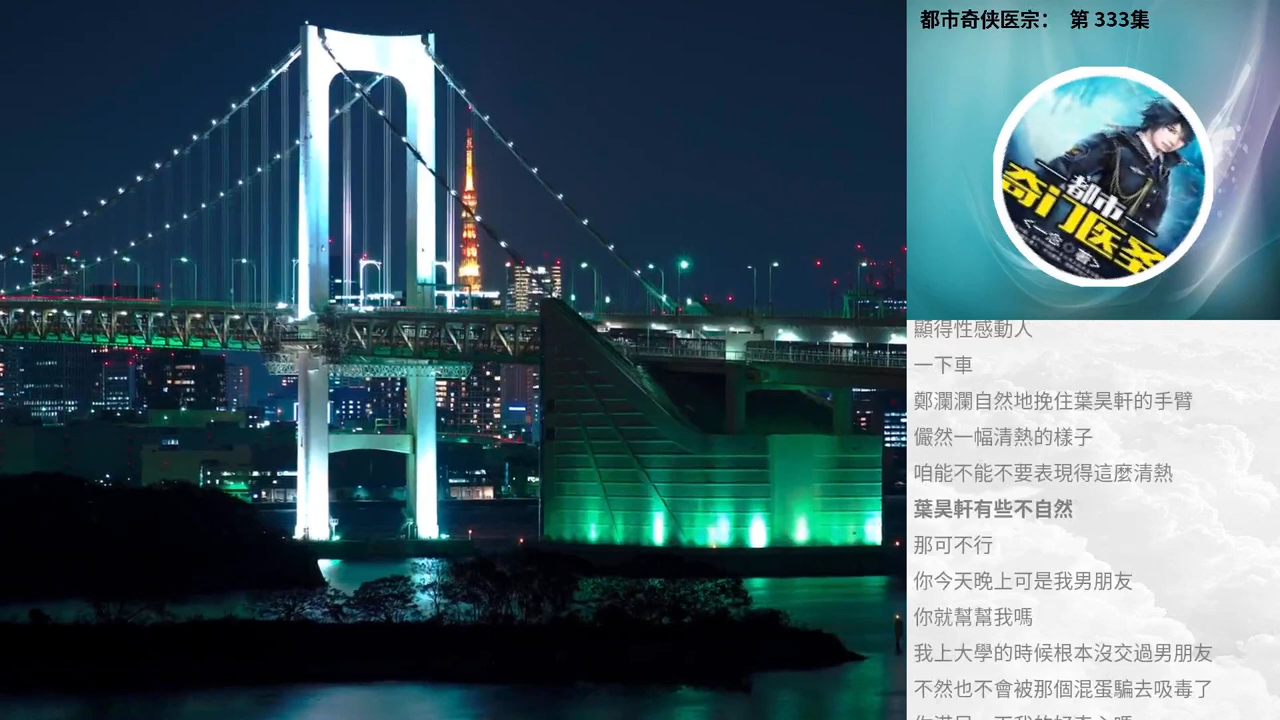 都市奇侠医宗： 第 333集
都市
奇门医圣
顯得性感動人
一下車
鄭瀾瀾自然地挽住葉昊軒的手臂
儼然一幅清熱的樣子
咱能不能不要表現得這麼清熱
葉昊軒有些不自然
那可不行
你今天晚上可是我男朋友
你就幫幫我嗎
我上大學的時候根本沒交過男朋友
不然也不會被那個混蛋騙去吸毒了